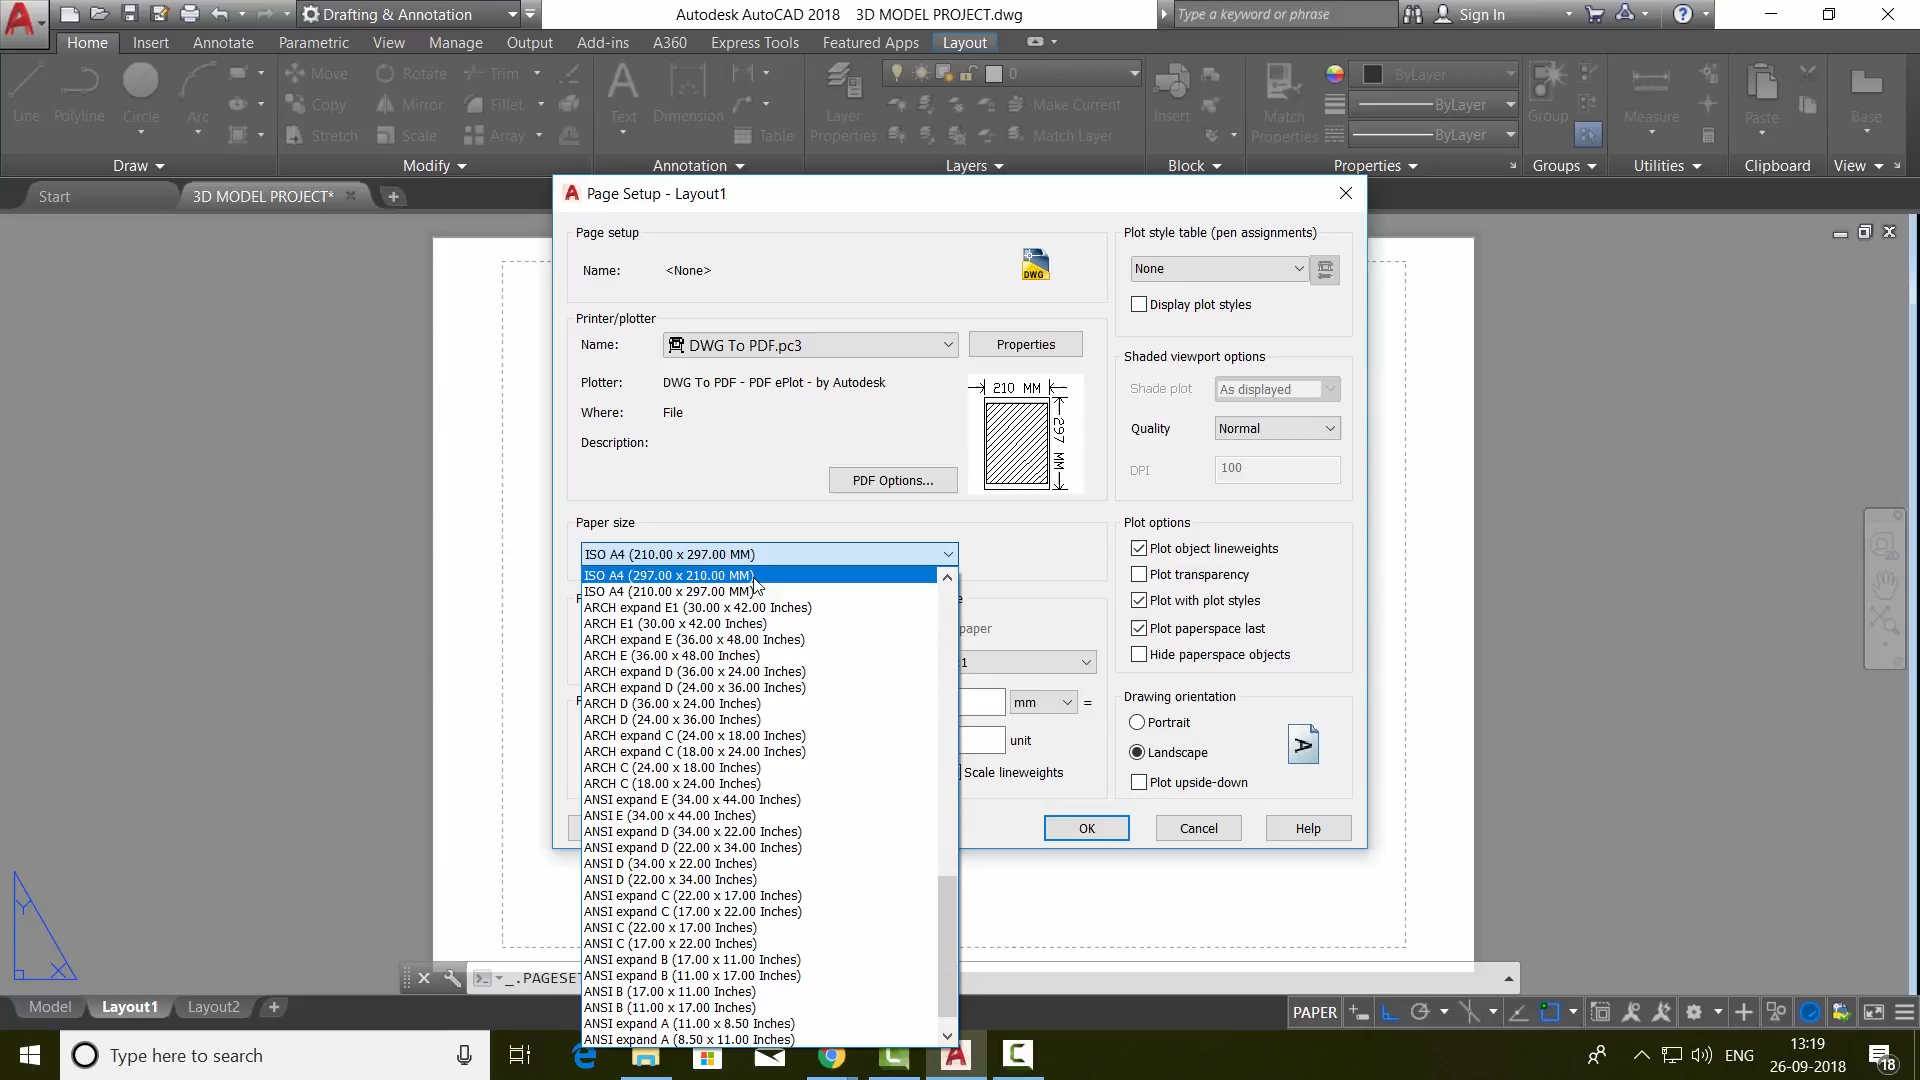 Drafting & Annotation
Autodesk AutoCAD 2018 3D MODEL PROJECT.dwg
Type a keyword or phrase
Sign In
Home Insert Annotate Parametric View Manage Output Add-ins A360 Express Tools Featured Apps Layout
Line Polyline Circle Arc
Move Rotate Trim
Copy Mirror Fillet
Stretch Scale Array
Text Dimension Table
Layer Properties
0
Make Current
Match Layer
Insert
Match Properties
ByLayer
ByLayer
ByLayer
Group Measure Paste Base
Draw Modify Annotation Layers Block Properties Groups Utilities Clipboard View
Start 3D MODEL PROJECT*
Page Setup - Layout1
Page setup
Name: <None>
DWG
Printer/plotter
Name: DWG To PDF.pc3 Properties
Plotter: DWG To PDF - PDF ePlot - by Autodesk
Where: File
Description:
210 MM
297 MM
PDF Options...
Paper size
ISO A4 (210.00 x 297.00 MM)
ISO A4 (297.00 x 210.00 MM)
ISO A4 (210.00 x 297.00 MM)
ARCH expand E1 (30.00 x 42.00 Inches)
ARCH E1 (30.00 x 42.00 Inches)
ARCH expand E (36.00 x 48.00 Inches)
ARCH E (36.00 x 48.00 Inches)
ARCH expand D (36.00 x 24.00 Inches)
ARCH expand D (24.00 x 36.00 Inches)
ARCH D (36.00 x 24.00 Inches)
ARCH D (24.00 x 36.00 Inches)
ARCH expand C (24.00 x 18.00 Inches)
ARCH expand C (18.00 x 24.00 Inches)
ARCH C (24.00 x 18.00 Inches)
ARCH C (18.00 x 24.00 Inches)
ANSI expand E (34.00 x 44.00 Inches)
ANSI E (34.00 x 44.00 Inches)
ANSI expand D (34.00 x 22.00 Inches)
ANSI expand D (22.00 x 34.00 Inches)
ANSI D (34.00 x 22.00 Inches)
ANSI D (22.00 x 34.00 Inches)
ANSI expand C (22.00 x 17.00 Inches)
ANSI expand C (17.00 x 22.00 Inches)
ANSI C (22.00 x 17.00 Inches)
ANSI C (17.00 x 22.00 Inches)
ANSI expand B (17.00 x 11.00 Inches)
ANSI expand B (11.00 x 17.00 Inches)
ANSI B (17.00 x 11.00 Inches)
ANSI B (11.00 x 17.00 Inches)
ANSI expand A (11.00 x 8.50 Inches)
ANSI expand A (8.50 x 11.00 Inches)
paper
1
mm =
unit
Scale lineweights
Plot style table (pen assignments)
None
Display plot styles
Shaded viewport options
Shade plot As displayed
Quality Normal
DPI 100
Plot options
Plot object lineweights
Plot transparency
Plot with plot styles
Plot paperspace last
Hide paperspace objects
Drawing orientation
Portrait
Landscape
A
Plot upside-down
OK Cancel Help
Y
X
_.PAGESE
Model Layout1 Layout2
PAPER
Type here to search
ENG
13:19
26-09-2018
18